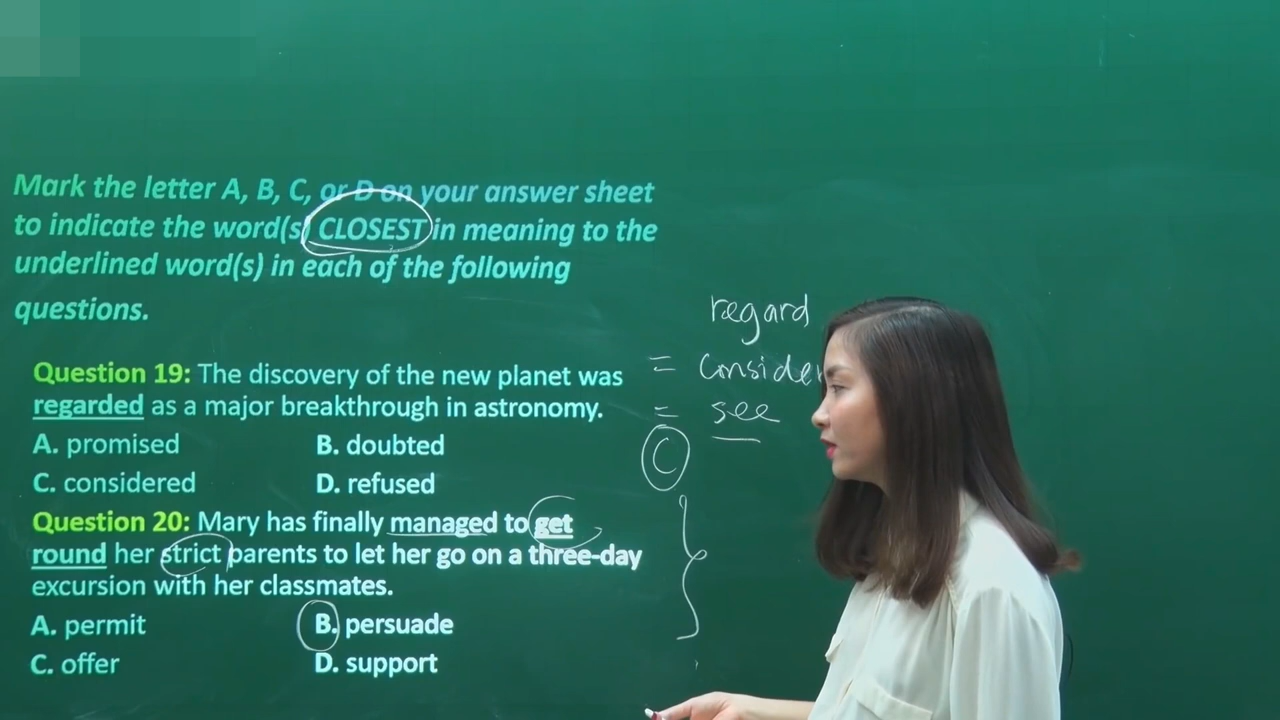 Mark the letter A, B, C, or D on your answer sheet
to indicate the word(s) CLOSEST in meaning to the
underlined word(s) in each of the following
questions.
Question 19: The discovery of the new planet was
regarded as a major breakthrough in astronomy.
A. promised B. doubted
C. considered D. refused
Question 20: Mary has finally managed to get
round her strict parents to let her go on a three-day
excursion with her classmates.
A. permit B. persuade
C. offer D. support
regard
= consider
= see
C